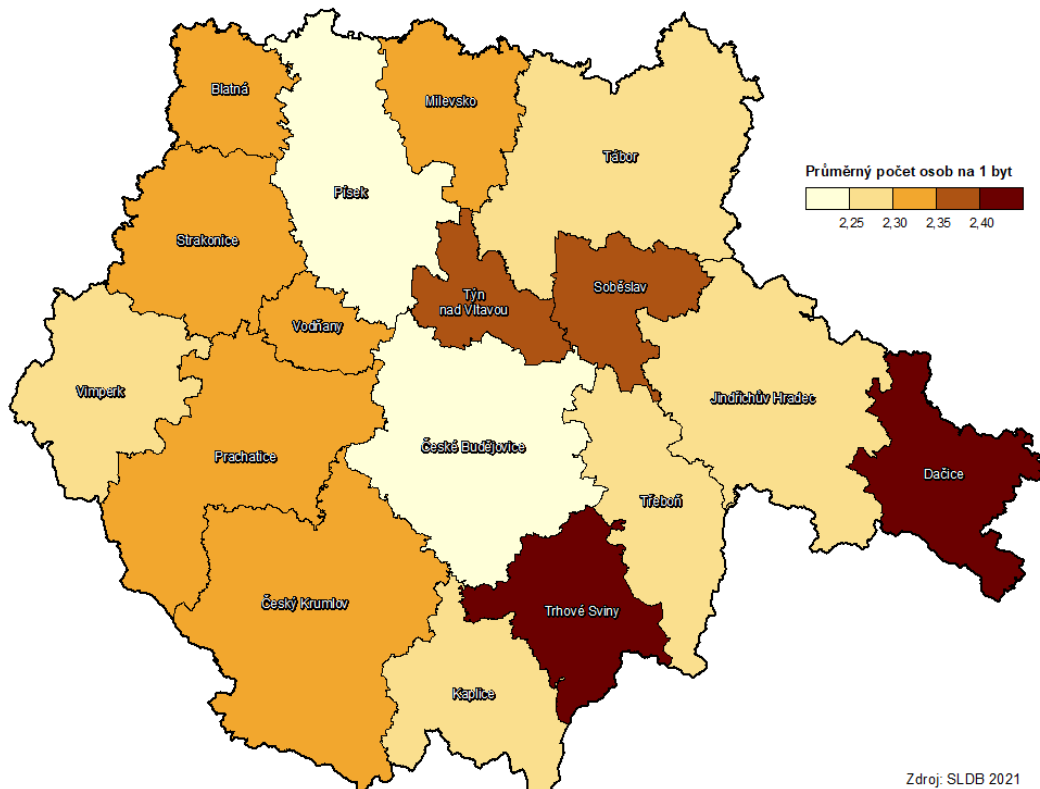 Blatná
Milevsko
Tábor
Písek
Průměrný počet osob na 1 byt
2,25
2,30
2,35
2,40
Strakonice
Týn
nad Vltavou
Soběslav
Vodňany
Vimperk
Jindřichův Hradec
České Budějovice
Prachatice
Dačice
Třeboň
Český Krumlov
Trhové Sviny
Kaplice
Zdroj: SLDB 2021